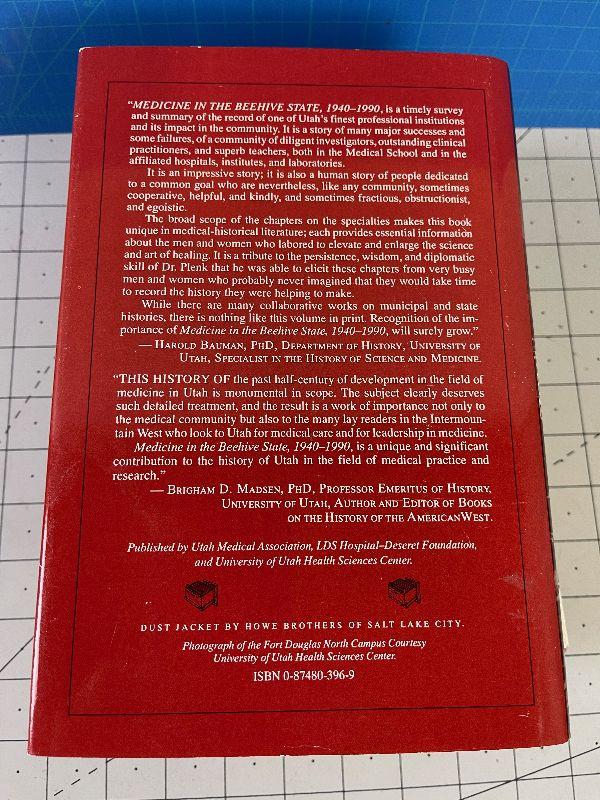 "MEDICINE IN THE BEEHIVE STATE, 1940–1990, is a timely survey
and summary of the record of one of Utah's finest professional institutions
and its impact in the community. It is a story of many major successes and
some failures, of a community of diligent investigators, outstanding clinical
practitioners, and superb teachers, both in the Medical School and in the
affiliated hospitals, institutes, and laboratories.
It is an impressive story; it is also a human story of people dedicated
to a common goal who are nevertheless, like any community, sometimes
cooperative, helpful, and kindly, and sometimes fractious, obstructionist,
and egoistic.
The broad scope of the chapters on the specialties makes this book
unique in medical-historical literature; each provides essential information
about the men and women who labored to elevate and enlarge the science
and art of healing. It is a tribute to the persistence, wisdom, and diplomatic
skill of Dr. Plenk that he was able to elicit these chapters from very busy
men and women who probably never imagined that they would take time
to record the history they were helping to make.
While there are many collaborative works on municipal and state
histories, there is nothing like this volume in print. Recognition of the im-
portance of Medicine in the Beehive State, 1940–1990, will surely grow."
— HAROLD BAUMAN, PHD, DEPARTMENT OF HISTORY, UNIVERSITY OF
UTAH, SPECIALIST IN THE HISTORY OF SCIENCE AND MEDICINE.
"THIS HISTORY OF the past half-century of development in the field of
medicine in Utah is monumental in scope. The subject clearly deserves
such detailed treatment, and the result is a work of importance not only to
the medical community but also to the many lay readers in the Intermoun-
tain West who look to Utah for medical care and for leadership in medicine.
Medicine in the Beehive State, 1940–1990, is a unique and significant
contribution to the history of Utah in the field of medical practice and
research."
— BRIGHAM D. MADSEN, PHD, PROFESSOR EMERITUS OF HISTORY,
UNIVERSITY OF UTAH, AUTHOR AND EDITOR OF BOOKS
ON THE HISTORY OF THE AMERICAN WEST.
Published by Utah Medical Association, LDS Hospital–Deseret Foundation,
and University of Utah Health Sciences Center.
DUST JACKET BY HOWE BROTHERS OF SALT LAKE CITY.
Photograph of the Fort Douglas North Campus Courtesy
University of Utah Health Sciences Center.
ISBN 0-87480-396-9